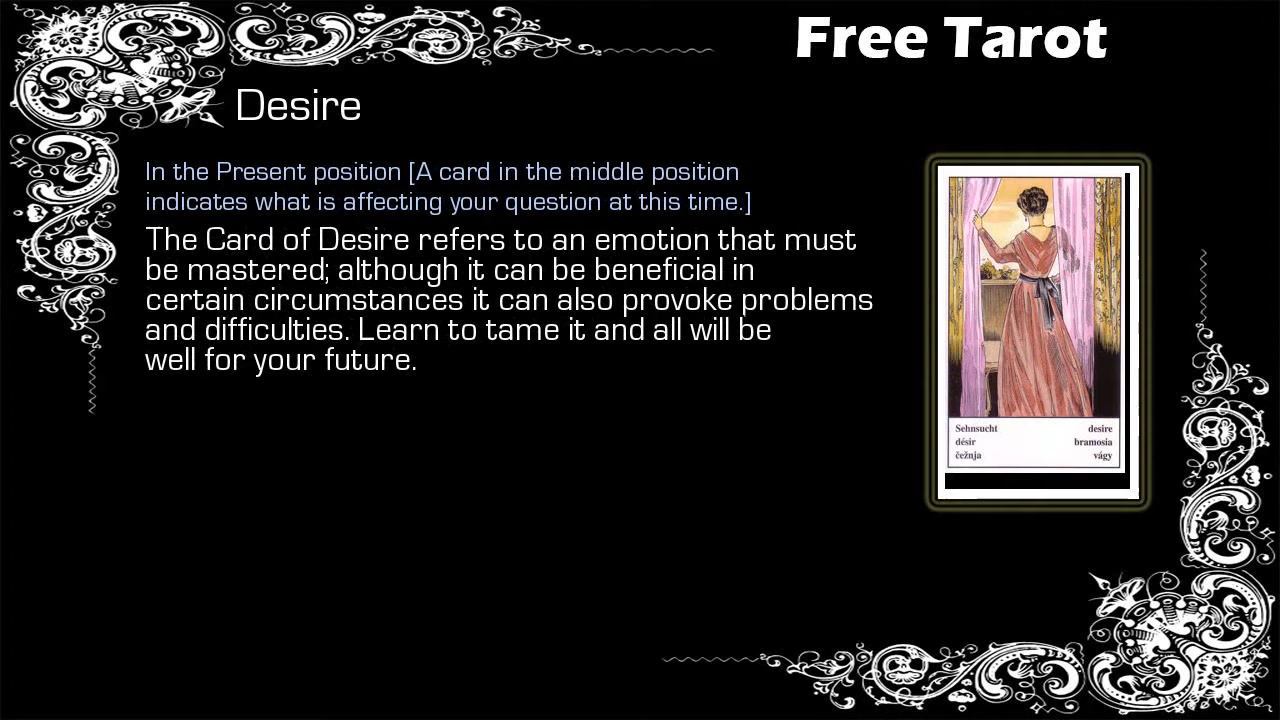 Free Tarot
Desire
In the Present position [A card in the middle position
indicates what is affecting your question at this time.]
The Card of Desire refers to an emotion that must
be mastered; although it can be beneficial in
certain circumstances it can also provoke problems
and difficulties. Learn to tame it and all will be
well for your future.
Sehnsucht desire
désir bramosia
čežnja vágy